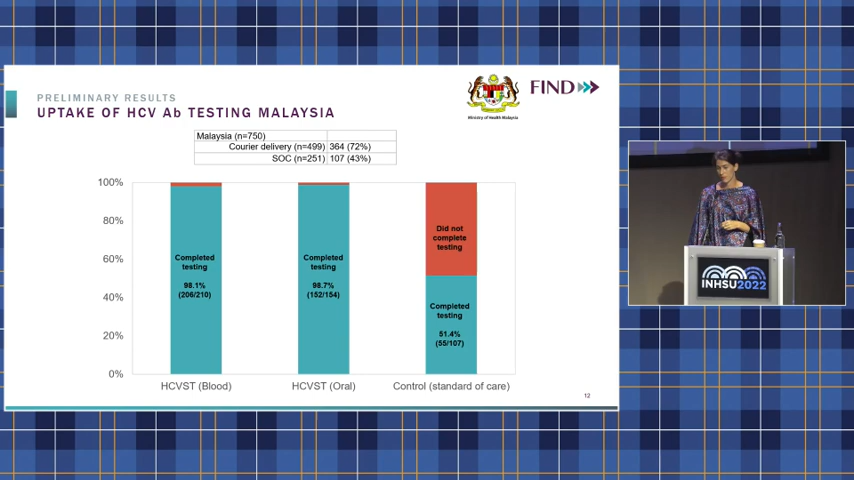 PRELIMINARY RESULTS
UPTAKE OF HCV Ab TESTING MALAYSIA
Ministry of Health Malaysia
FIND
Malaysia (n=750)
Courier delivery (n=499) 364 (72%)
SOC (n=251) 107 (43%)
100%
80%
60%
40%
20%
0%
Completed
testing
98.1%
(206/210)
Completed
testing
98.7%
(152/154)
Did not
complete
testing
Completed
testing
51.4%
(55/107)
HCVST (Blood)
HCVST (Oral)
Control (standard of care)
12
INHSU2022